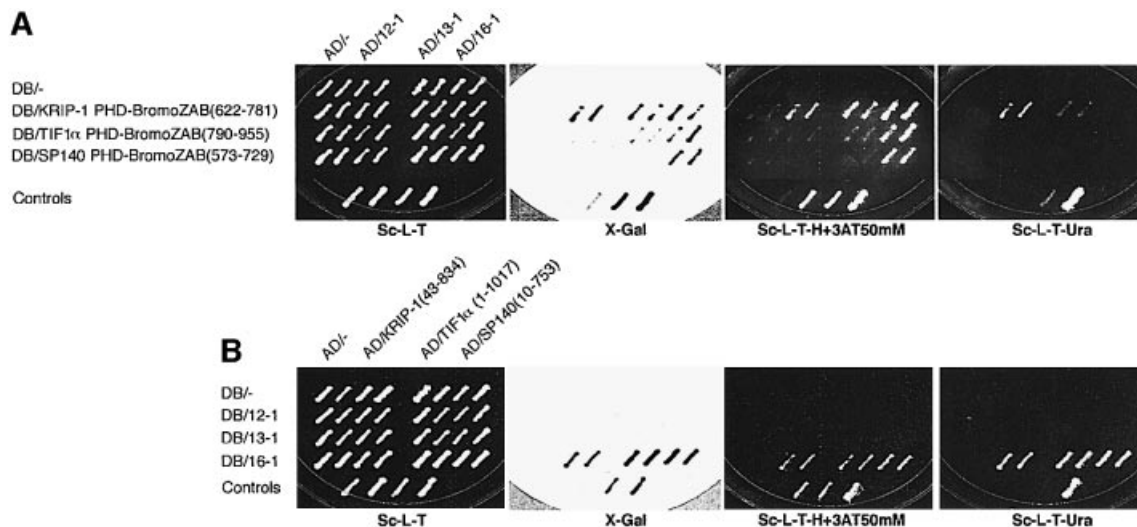 A
AD/-
AD/12-1
AD/13-1
AD/16-1
DB/-
DB/KRIP-1 PHD-BromoZAB(622-781)
DB/TIF1α PHD-BromoZAB(790-955)
DB/SP140 PHD-BromoZAB(573-729)
Controls
Sc-L-T
X-Gal
Sc-L-T-H+3AT50mM
Sc-L-T-Ura
B
AD/-
AD/KRIP-1(43-834)
AD/TIF1α (1-1017)
AD/SP140(10-753)
DB/-
DB/12-1
DB/13-1
DB/16-1
Controls
Sc-L-T
X-Gal
Sc-L-T-H+3AT50mM
Sc-L-T-Ura